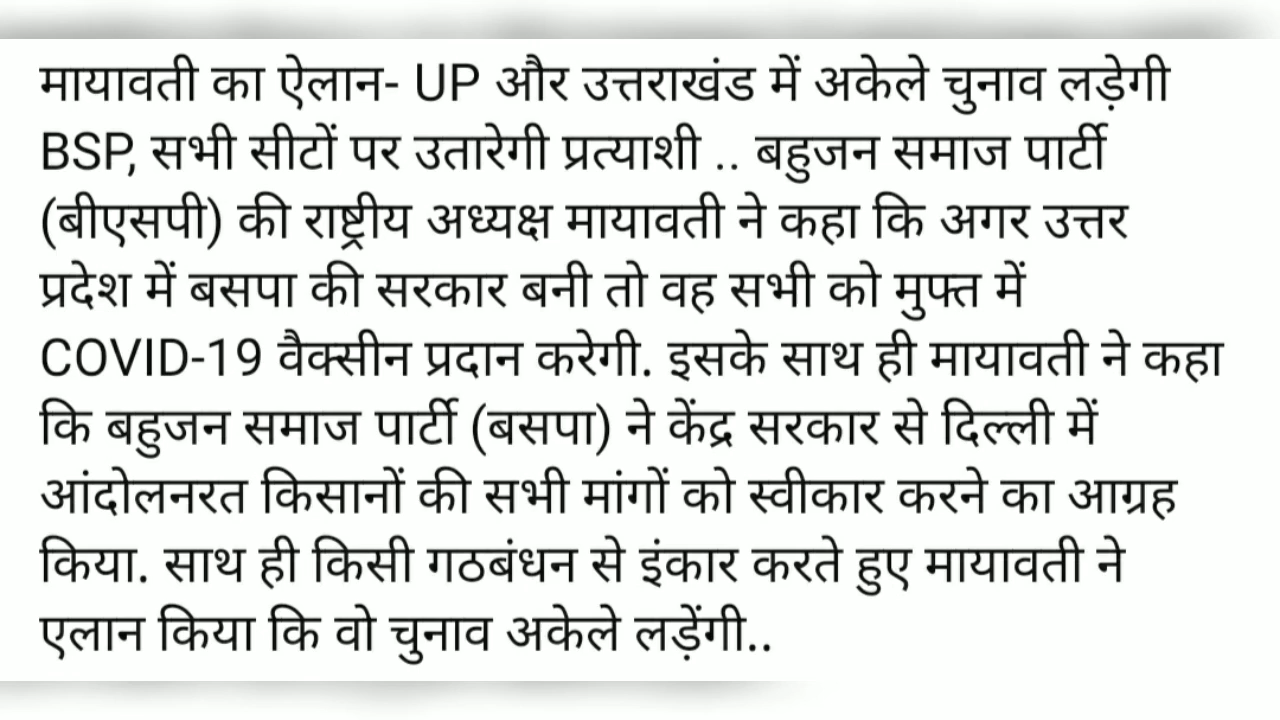 मायावती का ऐलान- UP और उत्तराखंड में अकेले चुनाव लड़ेगी
BSP, सभी सीटों पर उतारेगी प्रत्याशी .. बहुजन समाज पार्टी
(बीएसपी) की राष्ट्रीय अध्यक्ष मायावती ने कहा कि अगर उत्तर
प्रदेश में बसपा की सरकार बनी तो वह सभी को मुफ्त में
COVID-19 वैक्सीन प्रदान करेगी. इसके साथ ही मायावती ने कहा
कि बहुजन समाज पार्टी (बसपा) ने केंद्र सरकार से दिल्ली में
आंदोलनरत किसानों की सभी मांगों को स्वीकार करने का आग्रह
किया. साथ ही किसी गठबंधन से इंकार करते हुए मायावती ने
एलान किया कि वो चुनाव अकेले लड़ेंगी..